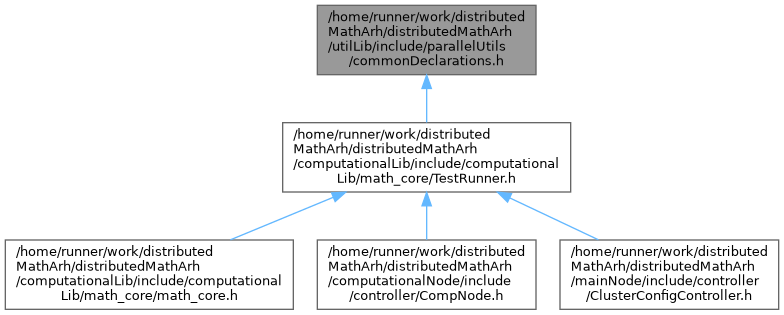 /home/runner/work/distributed
MathArh/distributedMathArh
/utilLib/include/parallelUtils
/commonDeclarations.h
/home/runner/work/distributed
MathArh/distributedMathArh
/computationalLib/include/computational
Lib/math_core/TestRunner.h
/home/runner/work/distributed
MathArh/distributedMathArh
/computationalLib/include/computational
Lib/math_core/math_core.h
/home/runner/work/distributed
MathArh/distributedMathArh
/computationalNode/include
/controller/CompNode.h
/home/runner/work/distributed
MathArh/distributedMathArh
/mainNode/include/controller
/ClusterConfigController.h